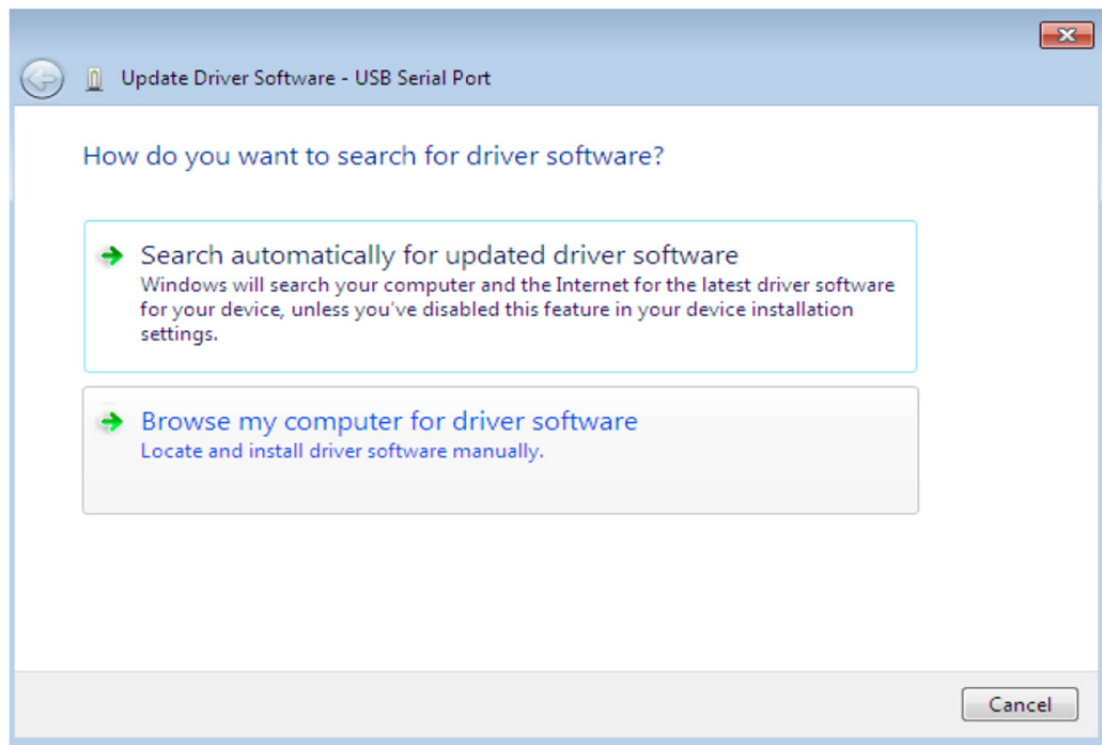 Update Driver Software - USB Serial Port
How do you want to search for driver software?
Search automatically for updated driver software
Windows will search your computer and the Internet for the latest driver software
for your device, unless you've disabled this feature in your device installation
settings.
Browse my computer for driver software
Locate and install driver software manually.
Cancel